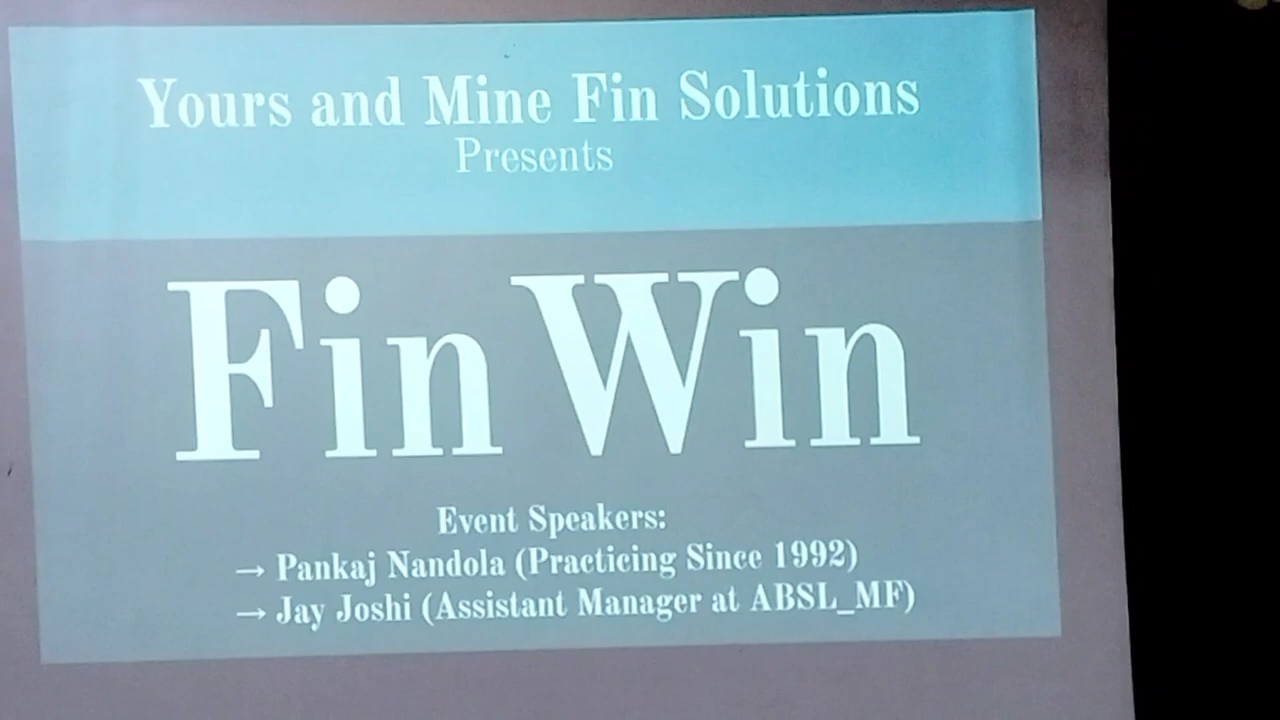 Yours and Mine Fin Solutions
Presents
Fin Win
Event Speakers:
→ Pankaj Nandola (Practicing Since 1992)
→ Jay Joshi (Assistant Manager at ABSL_MF)